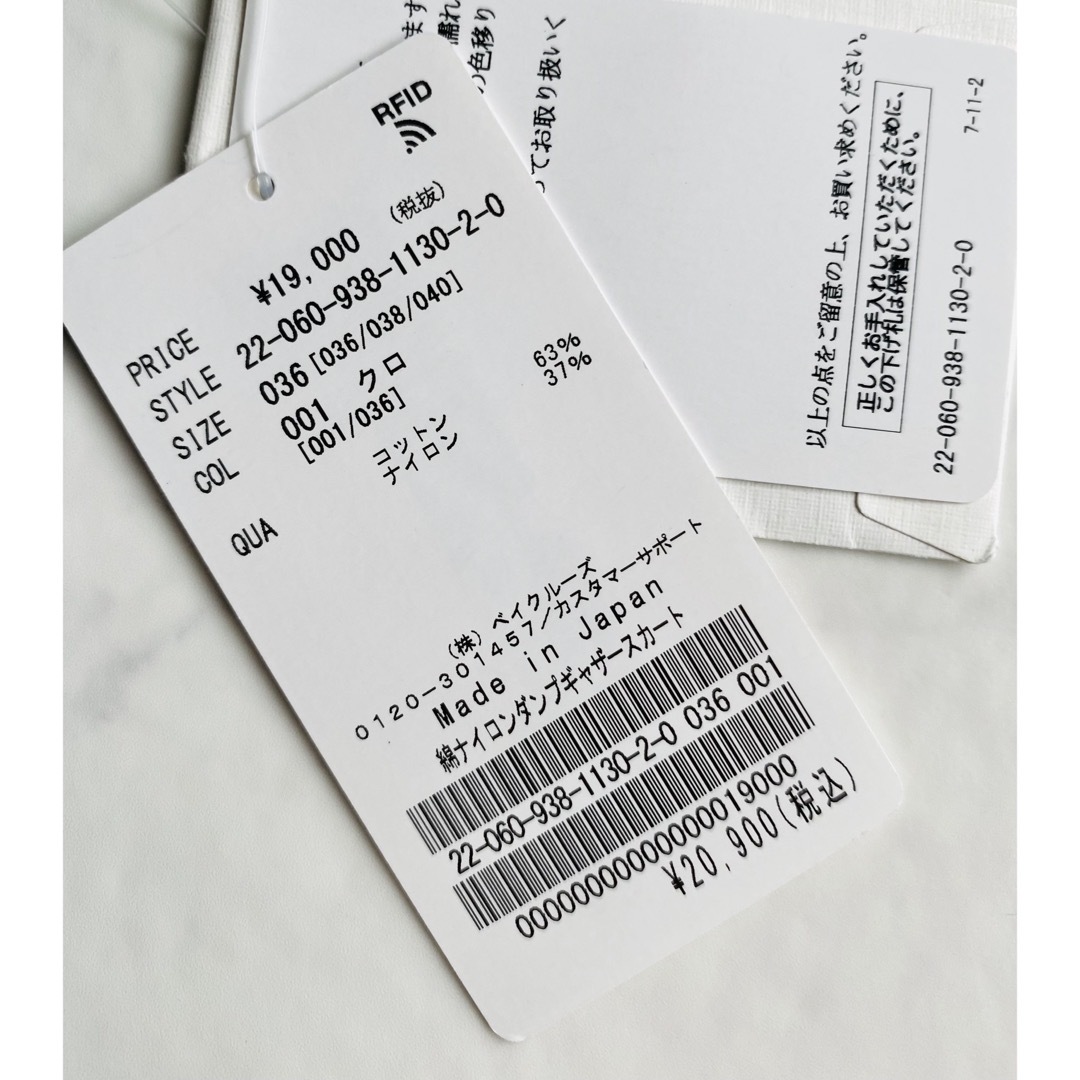 RFID
PRICE ¥19,000 (税抜)
STYLE 22-060-938-1130-2-0
SIZE 036 [036/038/040]
COL 001 クロ
[001/036]
QUA コットン 63%
ナイロン 37%
(株) ベイクルーズ
0120-301457/カスタマーサポート
Made in Japan
綿ナイロンダンプギャザースカート
22-060-938-1130-2-0 036 001
0000000000000019000
¥20,900(税込)
ます
濡れ
の色移り
てお取り扱いく
以上の点をご留意の上、お買い求めください。
正しくお手入れしていただくために、
この下げ札は保管してください。
22-060-938-1130-2-0
7-11-2